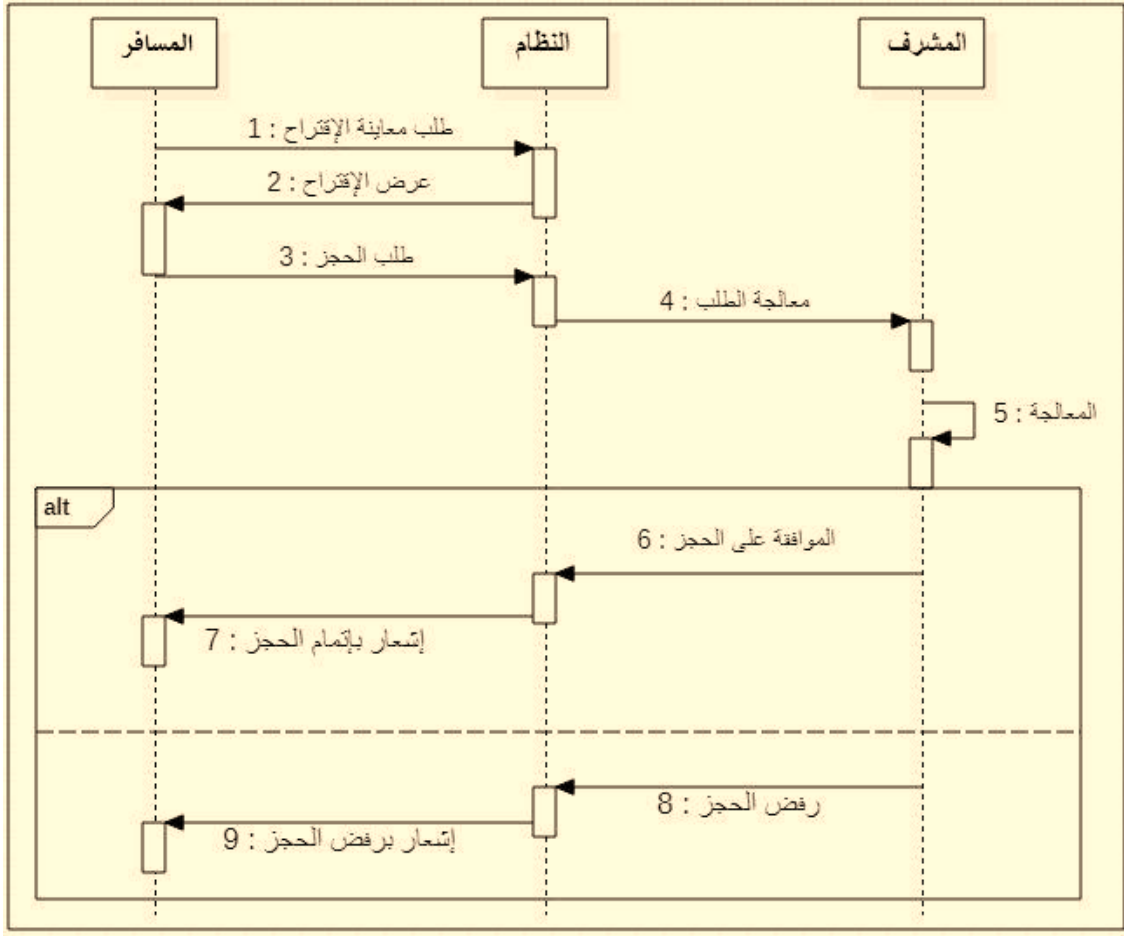 المسافر
النظام
المشرف
1 : طلب معاينة الإقتراح
2 : عرض الإقتراح
3 : طلب الحجز
4 : معالجة الطلب
5 : المعالجة
alt
6 : الموافقة على الحجز
7 : إشعار بإتمام الحجز
8 : رفض الحجز
9 : إشعار برفض الحجز